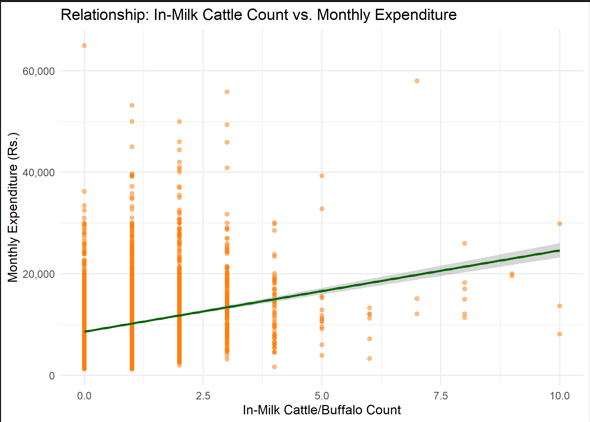 Relationship: In-Milk Cattle Count vs. Monthly Expenditure
Monthly Expenditure (Rs.)
60,000
40,000
20,000
0
0.0 2.5 5.0 7.5 10.0
In-Milk Cattle/Buffalo Count